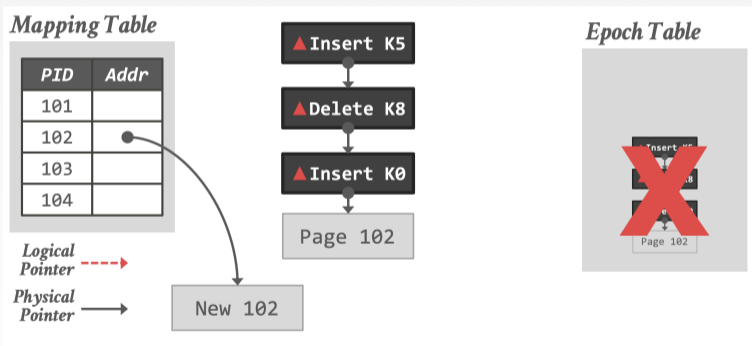 Mapping Table
PID Addr
101
102
103
104
Logical
Pointer
Physical
Pointer
▲Insert K5
▲Delete K8
▲Insert K0
Page 102
New 102
Epoch Table
Insert
Page 102